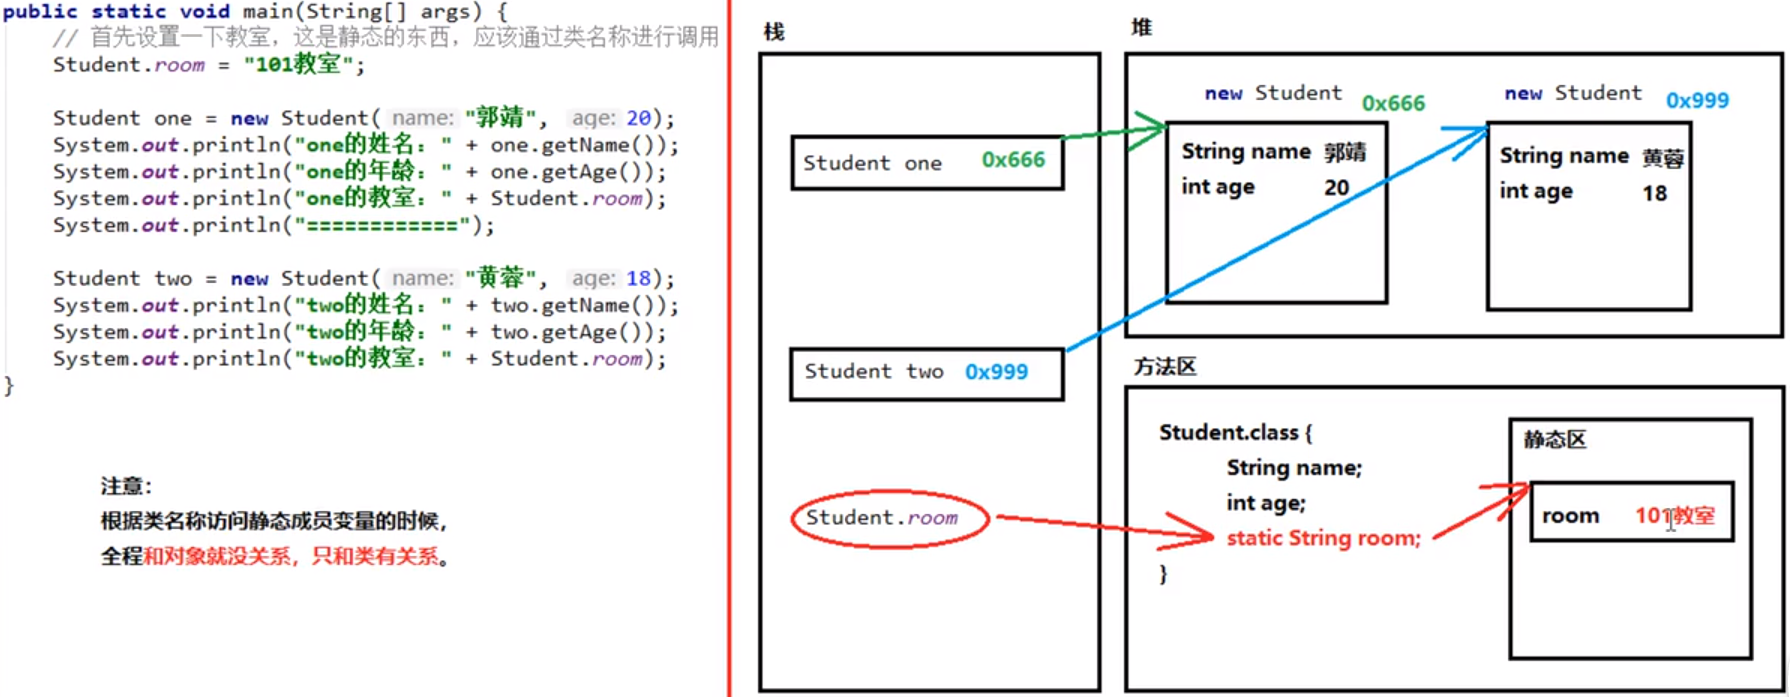 public static void main(String[] args) {
// 首先设置一下教室，这是静态的东西，应该通过类名称进行调用
Student.room = "101教室";
Student one = new Student( name: "郭靖", age: 20);
System.out.println("one的姓名：" + one.getName());
System.out.println("one的年龄：" + one.getAge());
System.out.println("one的教室：" + Student.room);
System.out.println("============");
Student two = new Student( name: "黄蓉", age: 18);
System.out.println("two的姓名：" + two.getName());
System.out.println("two的年龄：" + two.getAge());
System.out.println("two的教室：" + Student.room);
}
注意：
根据类名称访问静态成员变量的时候，
全程和对象就没关系，只和类有关系。
栈
Student one 0x666
Student two 0x999
Student.room
堆
new Student 0x666
String name 郭靖
int age 20
new Student 0x999
String name 黄蓉
int age 18
方法区
Student.class {
String name;
int age;
static String room;
}
静态区
room 101教室